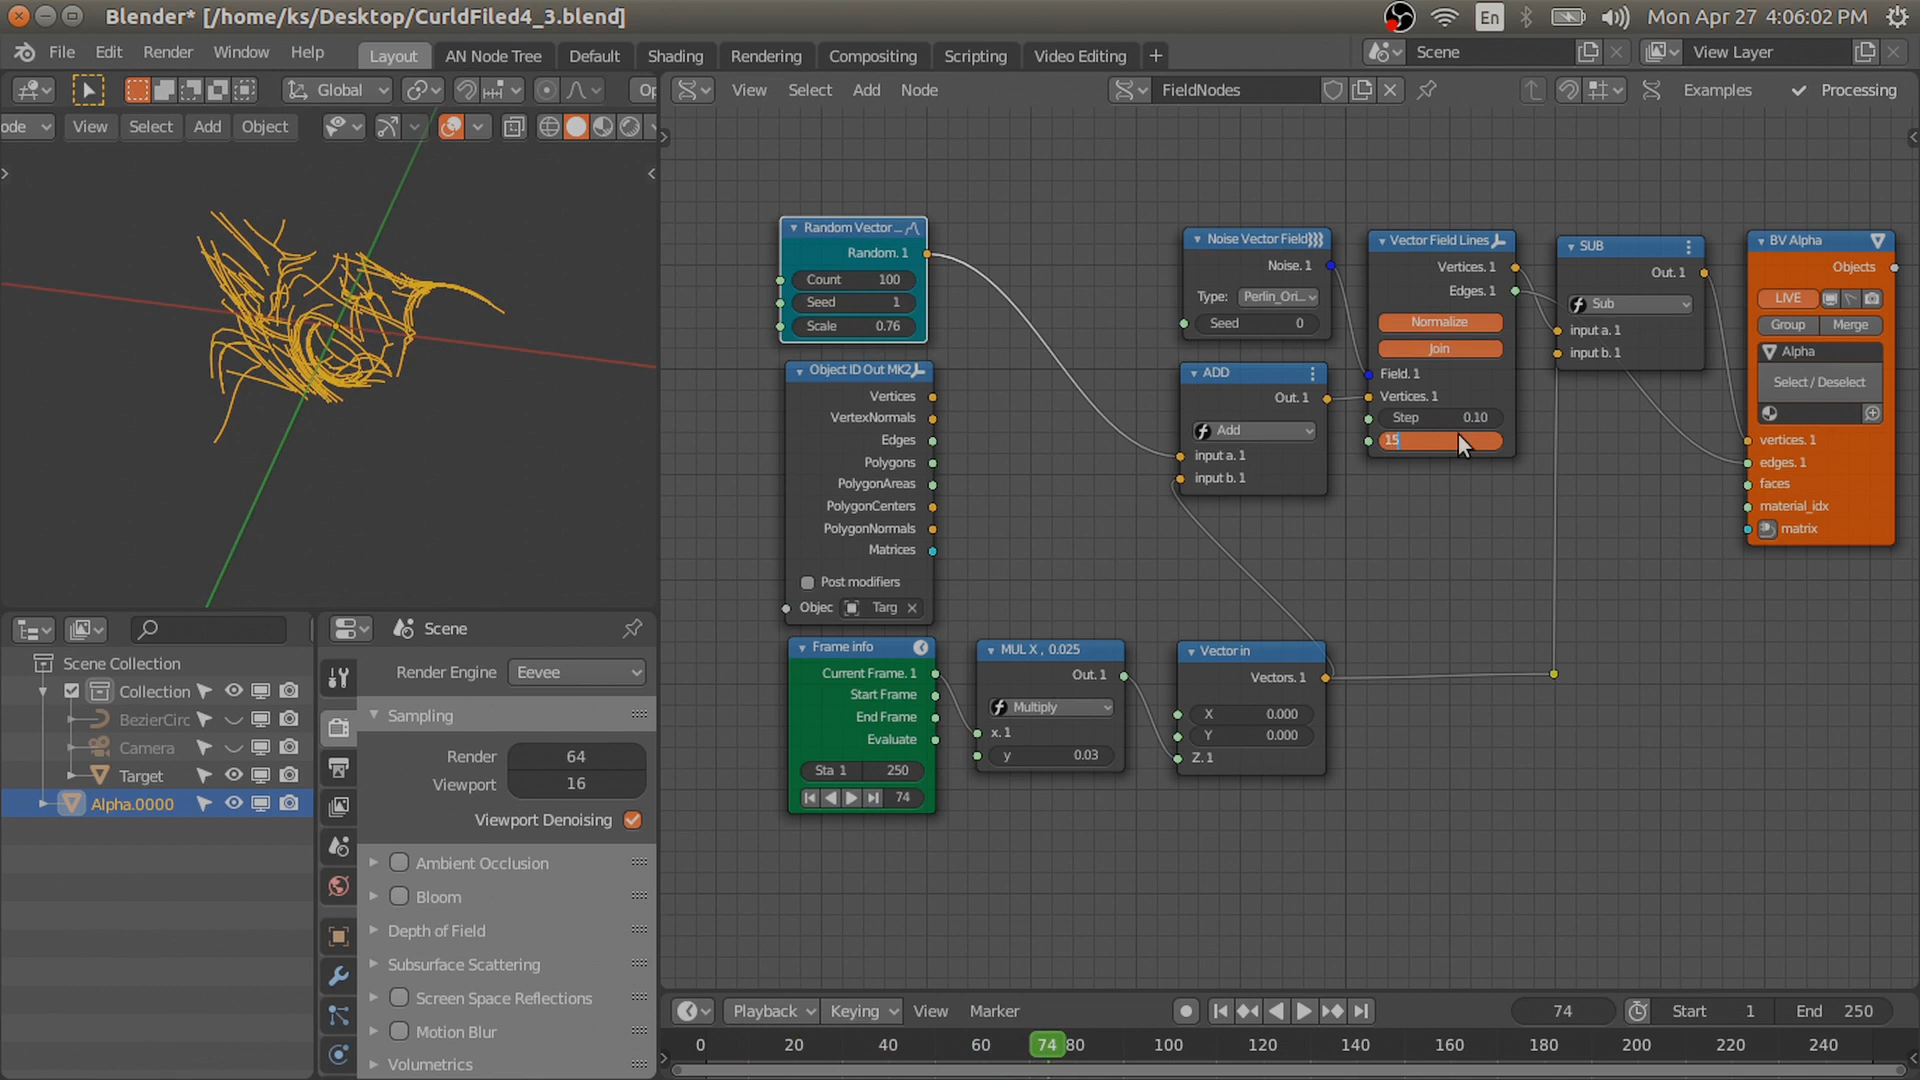 Blender* [/home/ks/Desktop/CurldFiled4_3.blend]
En
Mon Apr 27 4:06:02 PM
File Edit Render Window Help
Layout AN Node Tree Default Shading Rendering Compositing Scripting Video Editing +
Scene
View Layer
Global
Op
View Select Add Node
FieldNodes
Examples
Processing
ode View Select Add Object
Random Vector...
Random. 1
Count 100
Seed 1
Scale 0.76
Object ID Out MK2
Vertices
VertexNormals
Edges
Polygons
PolygonAreas
PolygonCenters
PolygonNormals
Matrices
Post modifiers
Objec Targ
Frame info
Current Frame. 1
Start Frame
End Frame
Evaluate
Sta 1 250
74
MUL X , 0.025
Out. 1
Multiply
x. 1
y 0.03
Vector in
Vectors. 1
X 0.000
Y 0.000
Z. 1
Noise Vector Field
Noise. 1
Type: Perlin_Ori...
Seed 0
ADD
Out. 1
Add
input a. 1
input b. 1
Vector Field Lines
Vertices. 1
Edges. 1
Normalize
Join
Field. 1
Vertices. 1
Step 0.10
15
SUB
Out. 1
Sub
input a. 1
input b. 1
BV Alpha
Objects
LIVE
Group Merge
Alpha
Select / Deselect
vertices. 1
edges. 1
faces
material_idx
matrix
Scene Collection
Collection
BezierCirc
Camera
Target
Alpha.0000
Scene
Render Engine Eevee
Sampling
Render 64
Viewport 16
Viewport Denoising
Ambient Occlusion
Bloom
Depth of Field
Subsurface Scattering
Screen Space Reflections
Motion Blur
Volumetrics
Playback Keying View Marker
74
Start 1
End 250
0 20 40 60 74 80 100 120 140 160 180 200 220 240